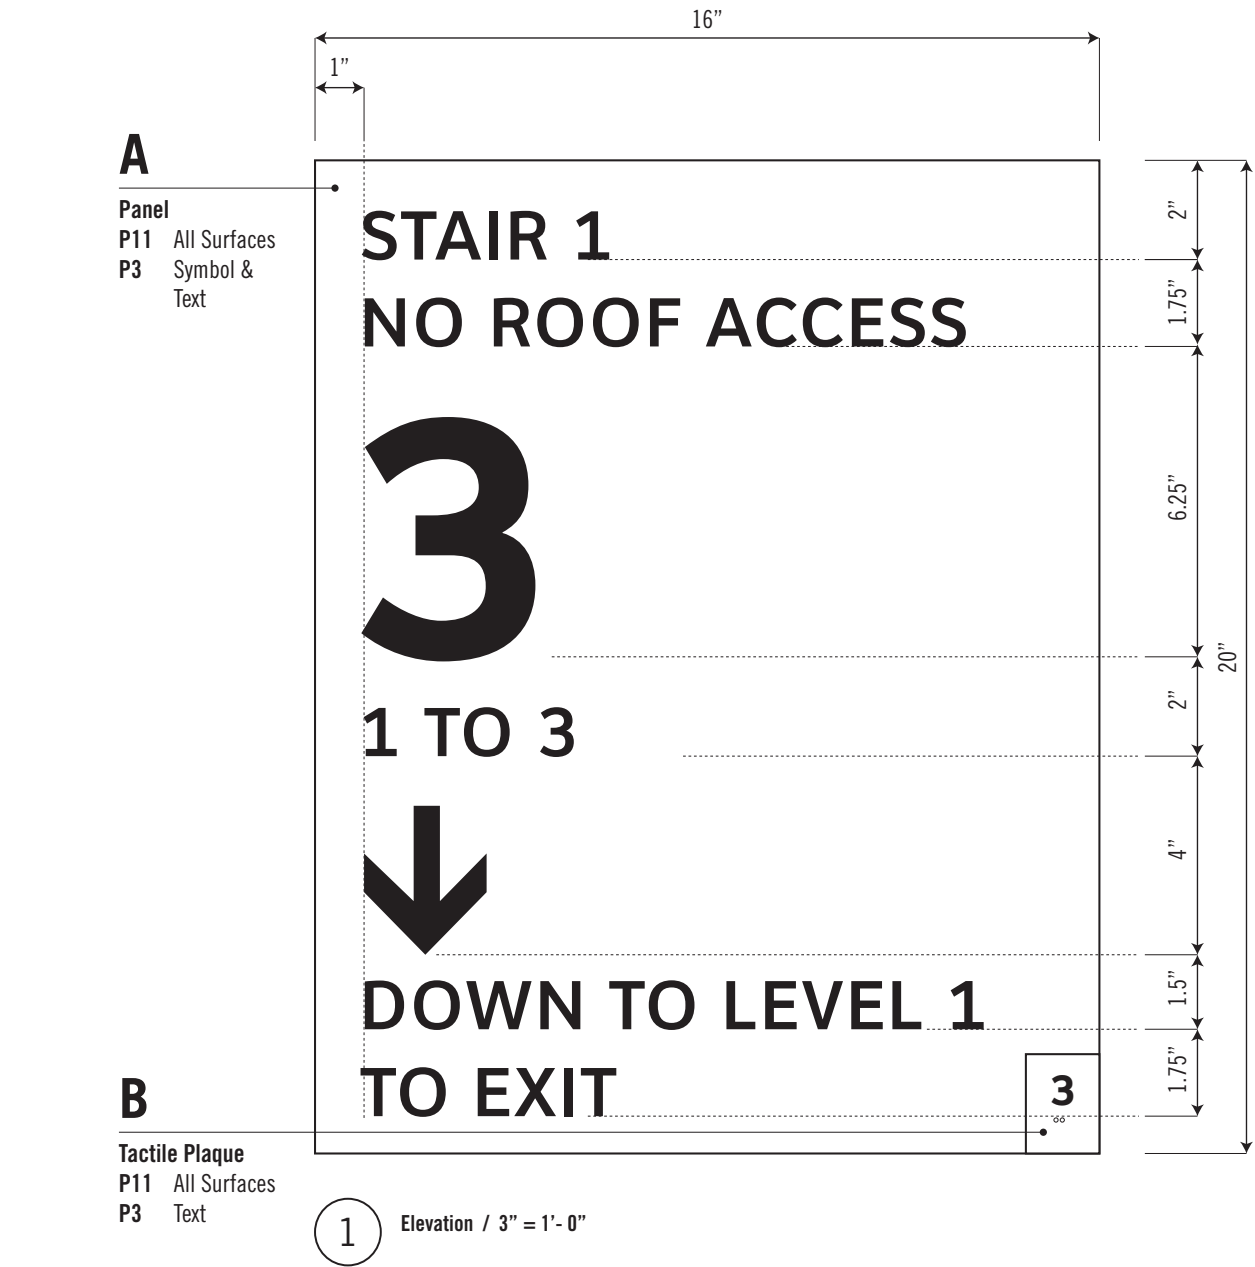 16”
1”
A
Panel
P11 All Surfaces
P3 Symbol &
Text
STAIR 1
NO ROOF ACCESS
3
1 TO 3
DOWN TO LEVEL 1
TO EXIT
3
2”
1.75”
6.25”
2”
4”
1.5”
1.75”
20”
B
Tactile Plaque
P11 All Surfaces
P3 Text
1
Elevation / 3” = 1’- 0”